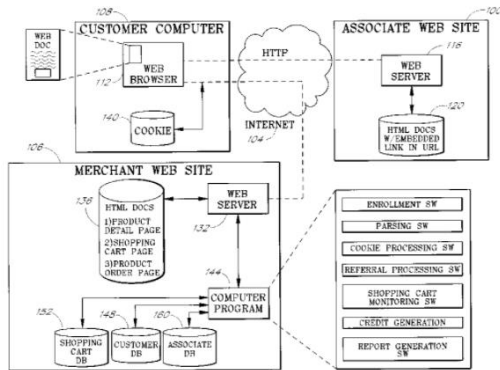 WEB
DOC
108
CUSTOMER COMPUTER
WEB
BROWSER
112
140
COOKIE
HTTP
INTERNET
104
100
ASSOCIATE WEB SITE
116
WEB
SERVER
120
HTML DOCS
W/EMBEDDED
LINK IN URL
106
MERCHANT WEB SITE
136
HTML DOCS
1)PRODUCT
DETAIL PAGE
2)SHOPPING
CART PAGE
3)PRODUCT
ORDER PAGE
WEB
SERVER
132
144
COMPUTER
PROGRAM
152
SHOPPING
CART DB
148
CUSTOMER
DB
160
ASSOCIATE
DB
ENROLLMENT SW
PARSING SW
COOKIE PROCESSING SW
REFERRAL PROCESSING SW
SHOPPING CART
MONITORING SW
CREDIT GENERATION
REPORT GENERATION
SW